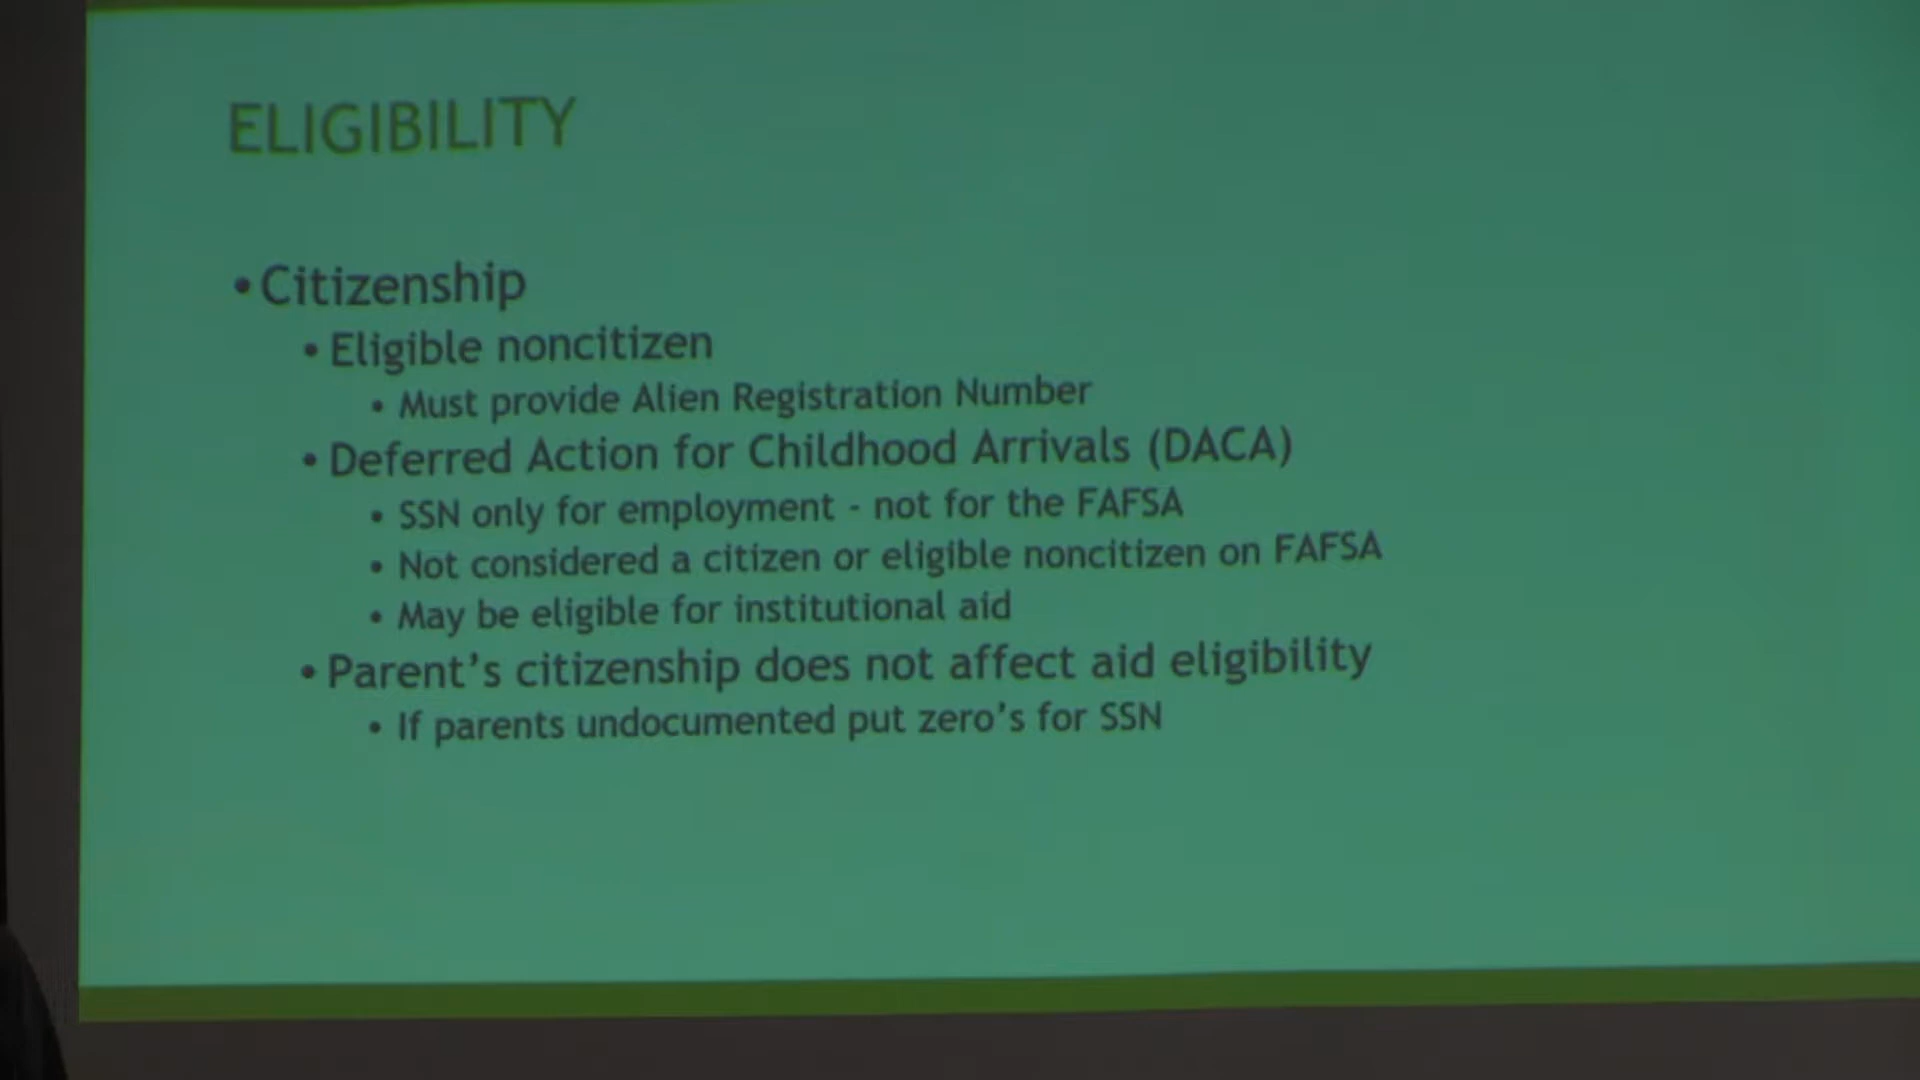 ELIGIBILITY
• Citizenship
• Eligible noncitizen
• Must provide Alien Registration Number
• Deferred Action for Childhood Arrivals (DACA)
• SSN only for employment - not for the FAFSA
• Not considered a citizen or eligible noncitizen on FAFSA
• May be eligible for institutional aid
• Parent's citizenship does not affect aid eligibility
• If parents undocumented put zero's for SSN